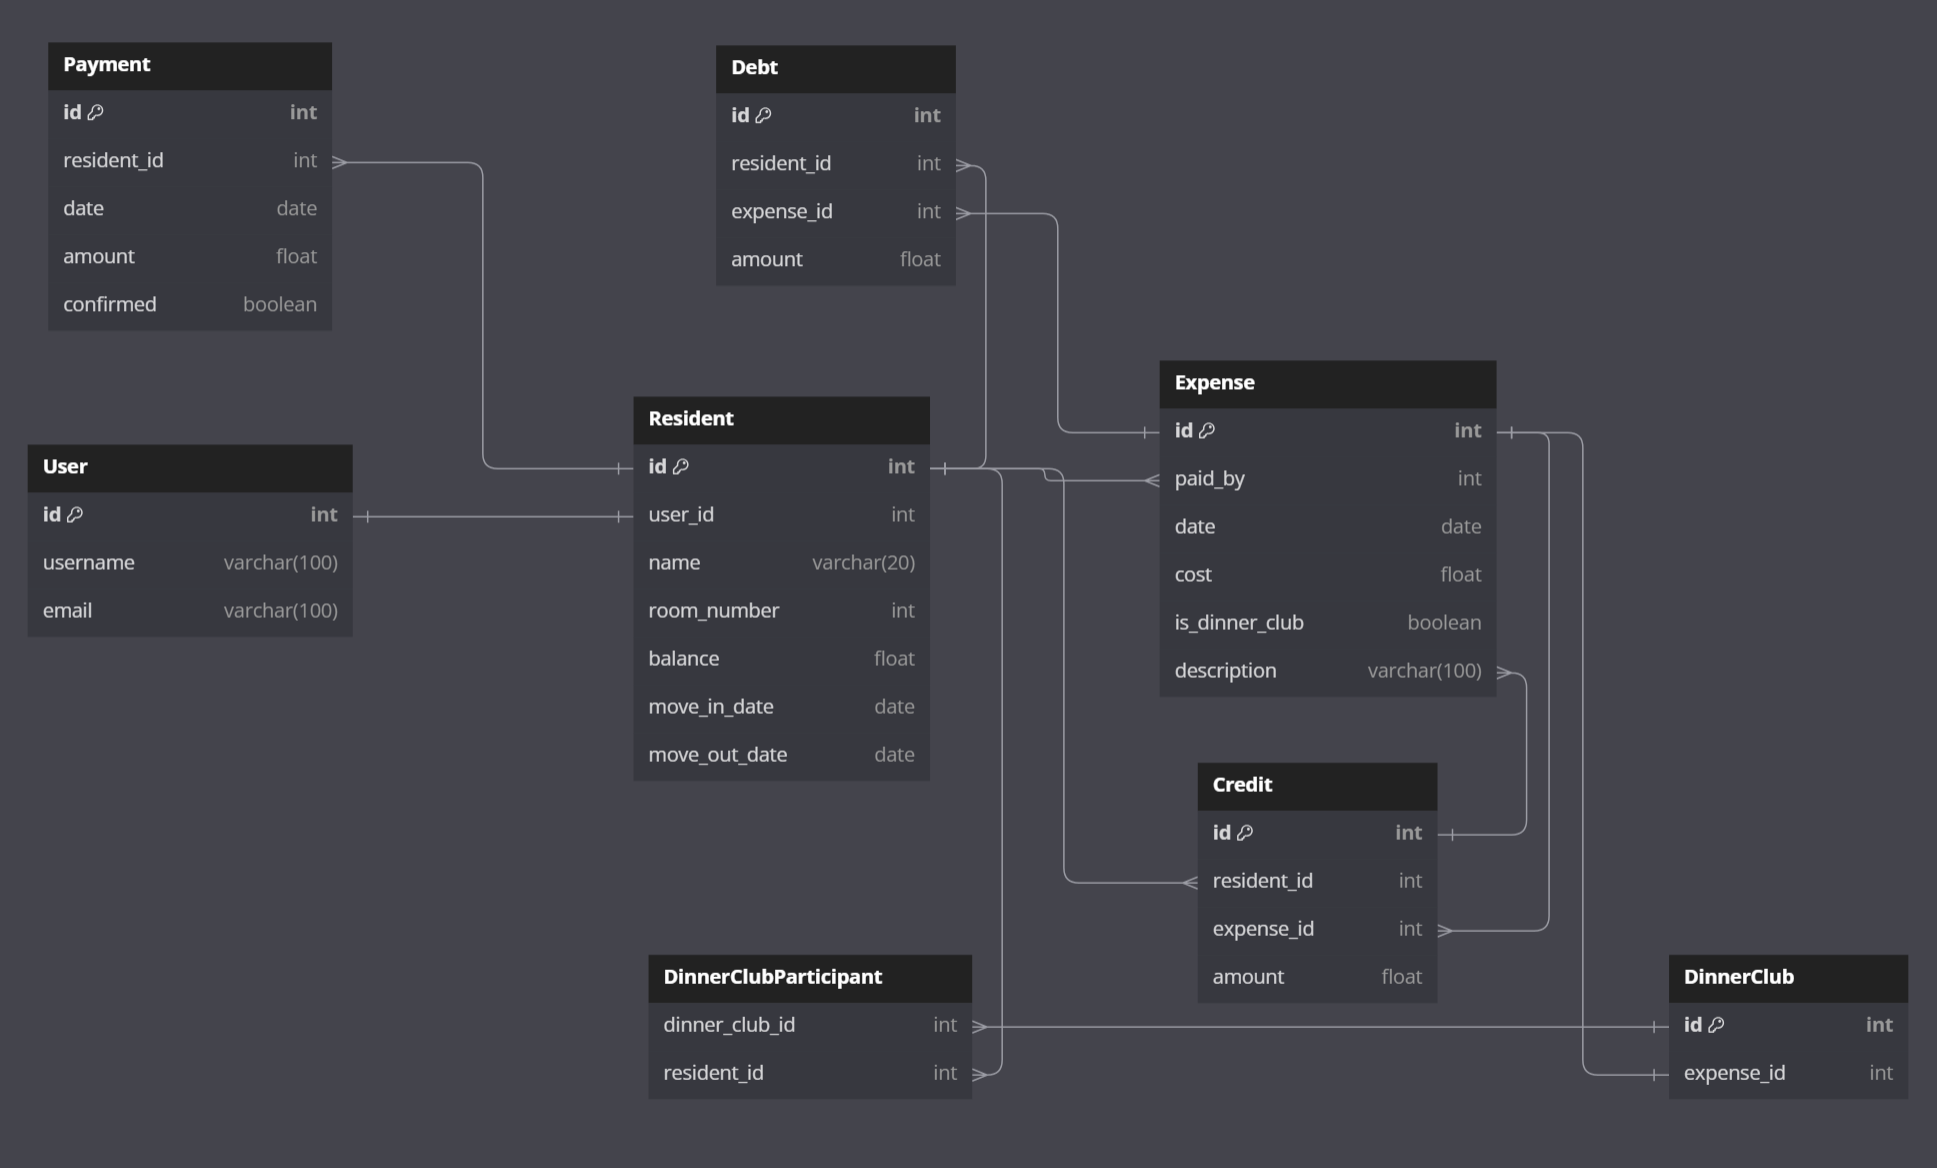 Payment
id int
resident_id int
date date
amount float
confirmed boolean
Debt
id int
resident_id int
expense_id int
amount float
User
id int
username varchar(100)
email varchar(100)
Resident
id int
user_id int
name varchar(20)
room_number int
balance float
move_in_date date
move_out_date date
Expense
id int
paid_by int
date date
cost float
is_dinner_club boolean
description varchar(100)
Credit
id int
resident_id int
expense_id int
amount float
DinnerClubParticipant
dinner_club_id int
resident_id int
DinnerClub
id int
expense_id int